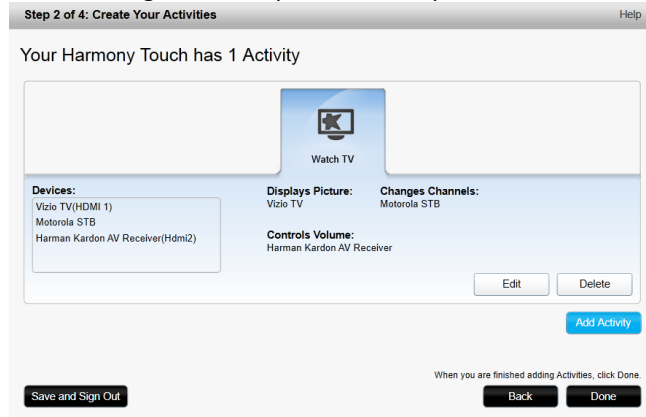 Step 2 of 4: Create Your Activities
Help
Your Harmony Touch has 1 Activity
Watch TV
Devices:
Vizio TV(HDMI 1)
Motorola STB
Harman Kardon AV Receiver(Hdmi2)
Displays Picture:
Vizio TV
Changes Channels:
Motorola STB
Controls Volume:
Harman Kardon AV Receiver
Edit
Delete
Add Activity
When you are finished adding Activities, click Done.
Save and Sign Out
Back
Done